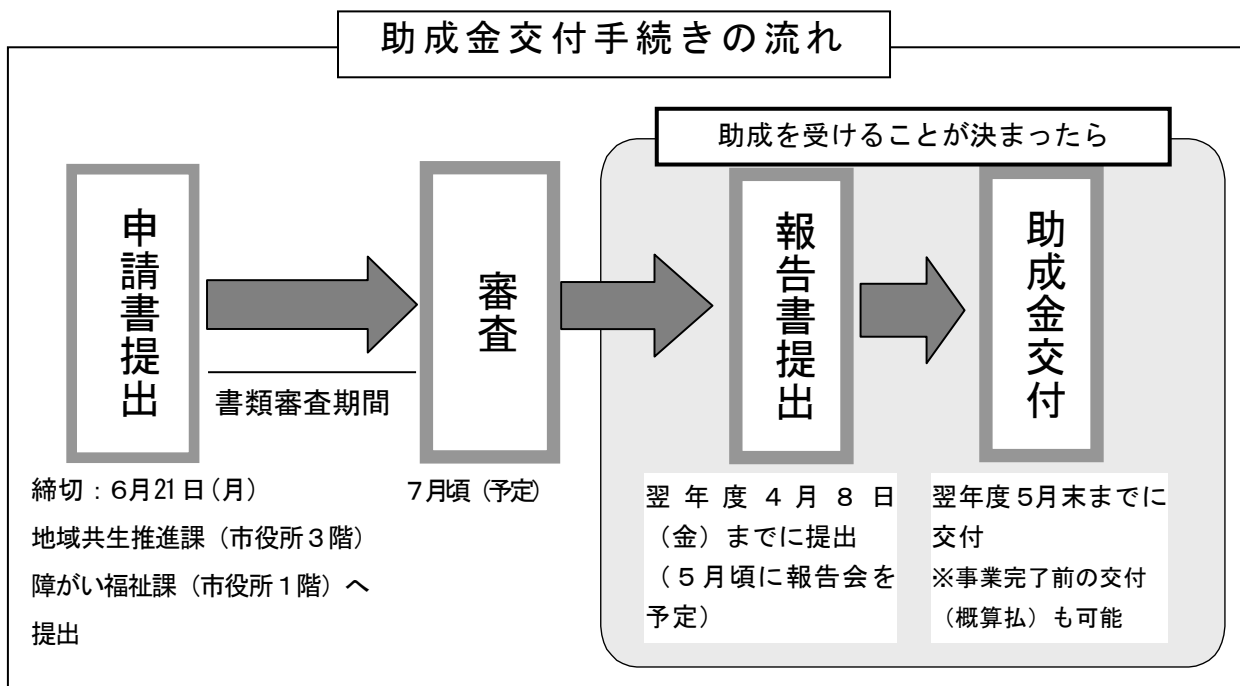 助成金交付手続きの流れ
助成を受けることが決まったら
申請書提出
書類審査期間
審査
報告書提出
助成金交付
締切：6月21日(月)
地域共生推進課（市役所３階）
障がい福祉課（市役所１階）へ
提出
７月頃（予定）
翌年度４月８日
（金）までに提出
（５月頃に報告会を
予定）
翌年度５月末までに
交付
※事業完了前の交付
（概算払）も可能